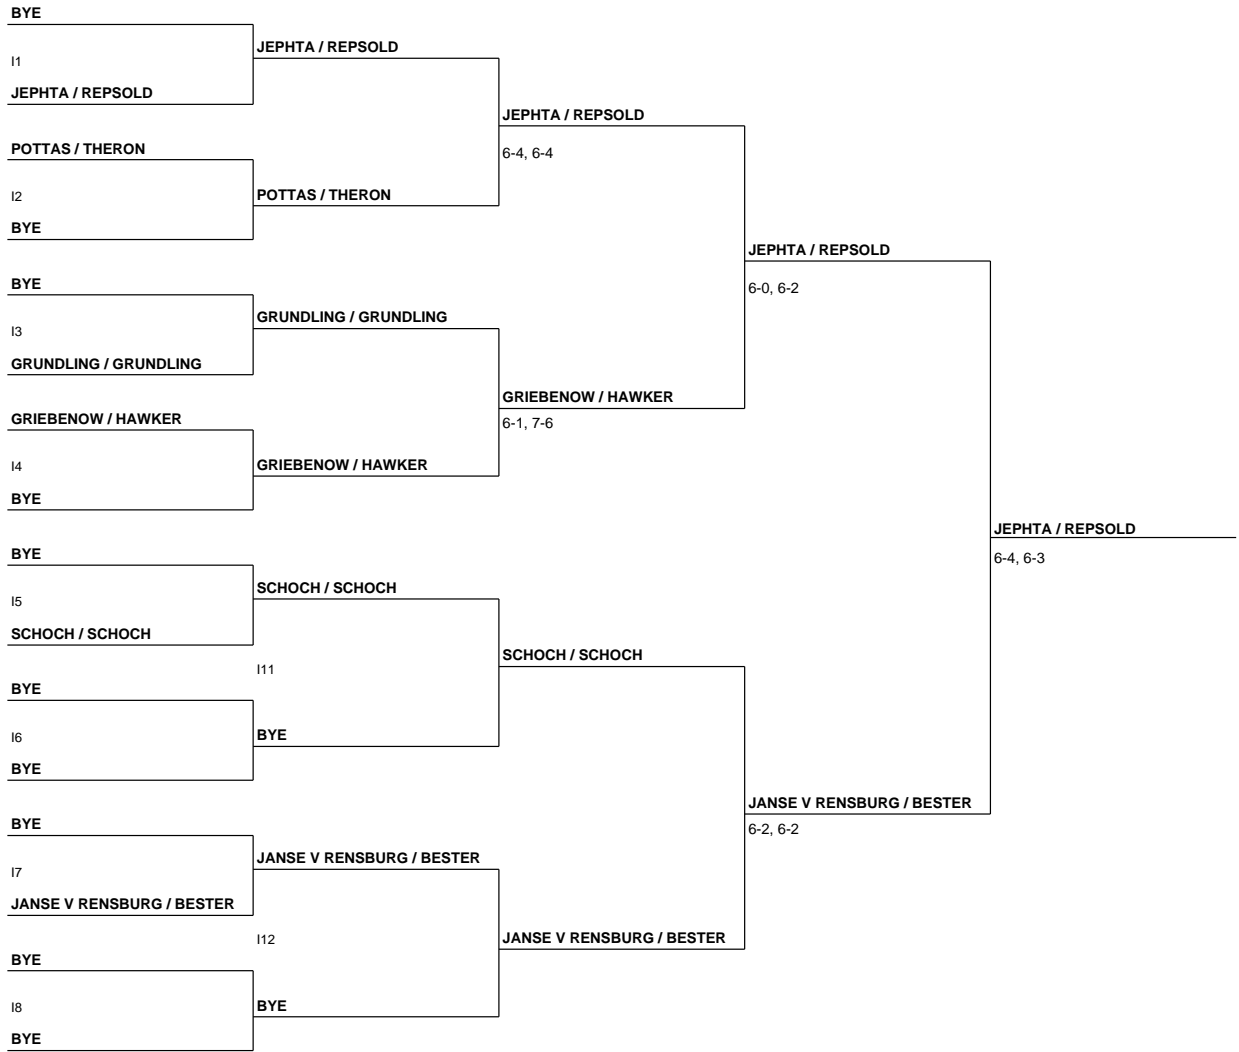 BYE
I1
JEPHTA / REPSOLD
POTTAS / THERON
I2
BYE
BYE
I3
GRUNDLING / GRUNDLING
GRIEBENOW / HAWKER
I4
BYE
BYE
I5
SCHOCH / SCHOCH
BYE
I6
BYE
BYE
I7
JANSE V RENSBURG / BESTER
BYE
I8
BYE
JEPHTA / REPSOLD
POTTAS / THERON
GRUNDLING / GRUNDLING
GRIEBENOW / HAWKER
SCHOCH / SCHOCH
I11
BYE
JANSE V RENSBURG / BESTER
I12
BYE
JEPHTA / REPSOLD
6-4, 6-4
GRIEBENOW / HAWKER
6-1, 7-6
SCHOCH / SCHOCH
JANSE V RENSBURG / BESTER
JEPHTA / REPSOLD
6-0, 6-2
JANSE V RENSBURG / BESTER
6-2, 6-2
JEPHTA / REPSOLD
6-4, 6-3